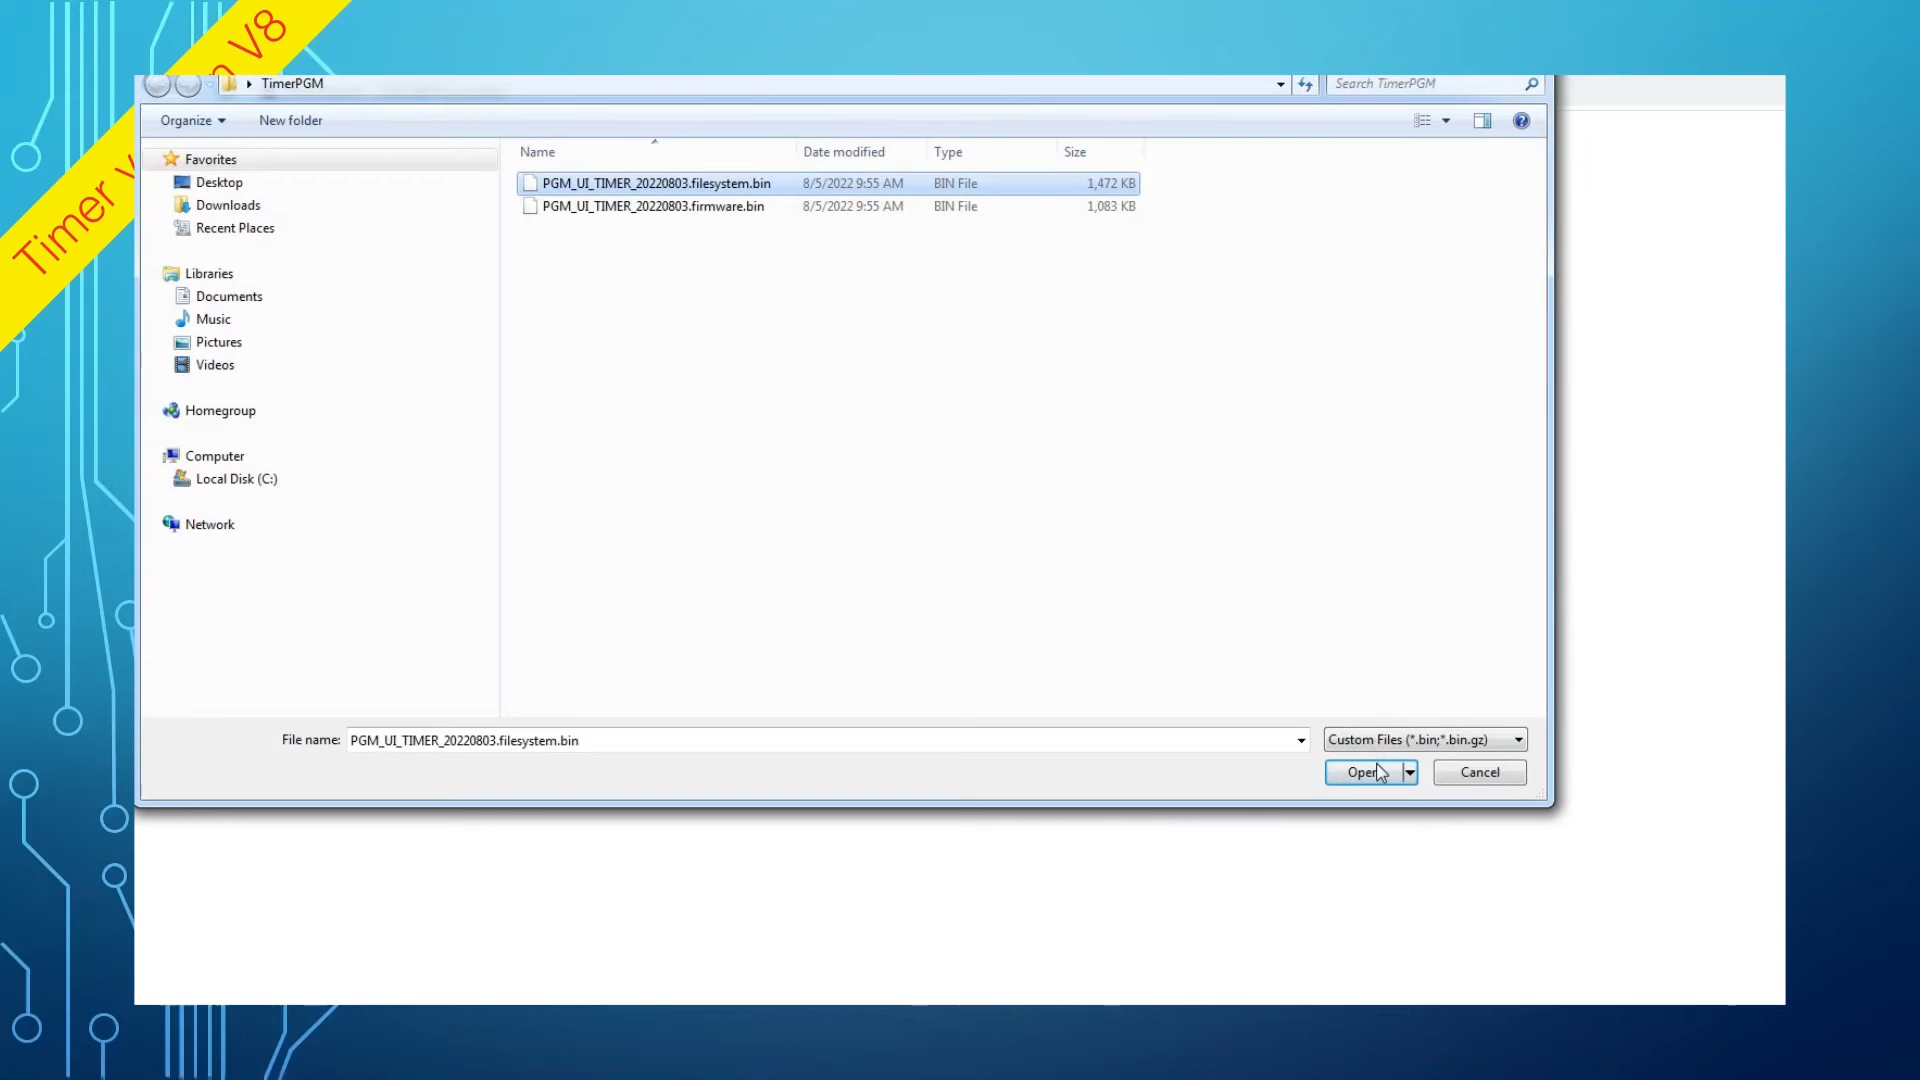 Timer
V8
TimerPGM
Search TimerPGM
Organize
New folder
Name Date modified Type Size
Favorites
Desktop
Downloads
Recent Places
Libraries
Documents
Music
Pictures
Videos
Homegroup
Computer
Local Disk (C:)
Network
PGM_UI_TIMER_20220803.filesystem.bin 8/5/2022 9:55 AM BIN File 1,472 KB
PGM_UI_TIMER_20220803.firmware.bin 8/5/2022 9:55 AM BIN File 1,083 KB
File name: PGM_UI_TIMER_20220803.filesystem.bin
Custom Files (*.bin;*.bin.gz)
Open
Cancel